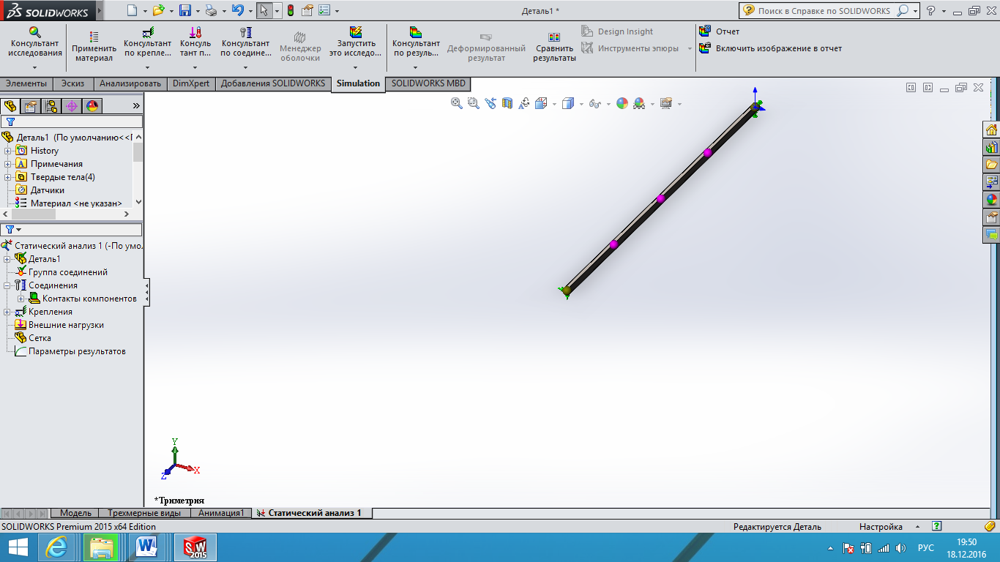 SOLIDWORKS
Деталь1 *
Поиск в Справке по SOLIDWORKS
Консультант исследования
Применить материал
Консультант по крепле...
Консуль тант п...
Консультант по соедине...
Менеджер оболочки
Запустить это исследо...
Консультант по резуль...
Деформированный результат
Сравнить результаты
Design Insight
Инструменты эпюры
Отчет
Включить изображение в отчет
Элементы
Эскиз
Анализировать
DimXpert
Добавления SOLIDWORKS
Simulation
SOLIDWORKS MBD
Деталь1 (По умолчанию<<
History
Примечания
Твердые тела(4)
Датчики
Материал <не указан>
Статический анализ 1 (-По умо
Деталь1
Группа соединений
Соединения
Контакты компонентов
Крепления
Внешние нагрузки
Сетка
Параметры результатов
Y
X
Z
*Триметрия
Модель
Трехмерные виды
Анимация1
Статический анализ 1
SOLIDWORKS Premium 2015 x64 Edition
Редактируется Деталь
Настройка
2015
РУС
19:50
18.12.2016